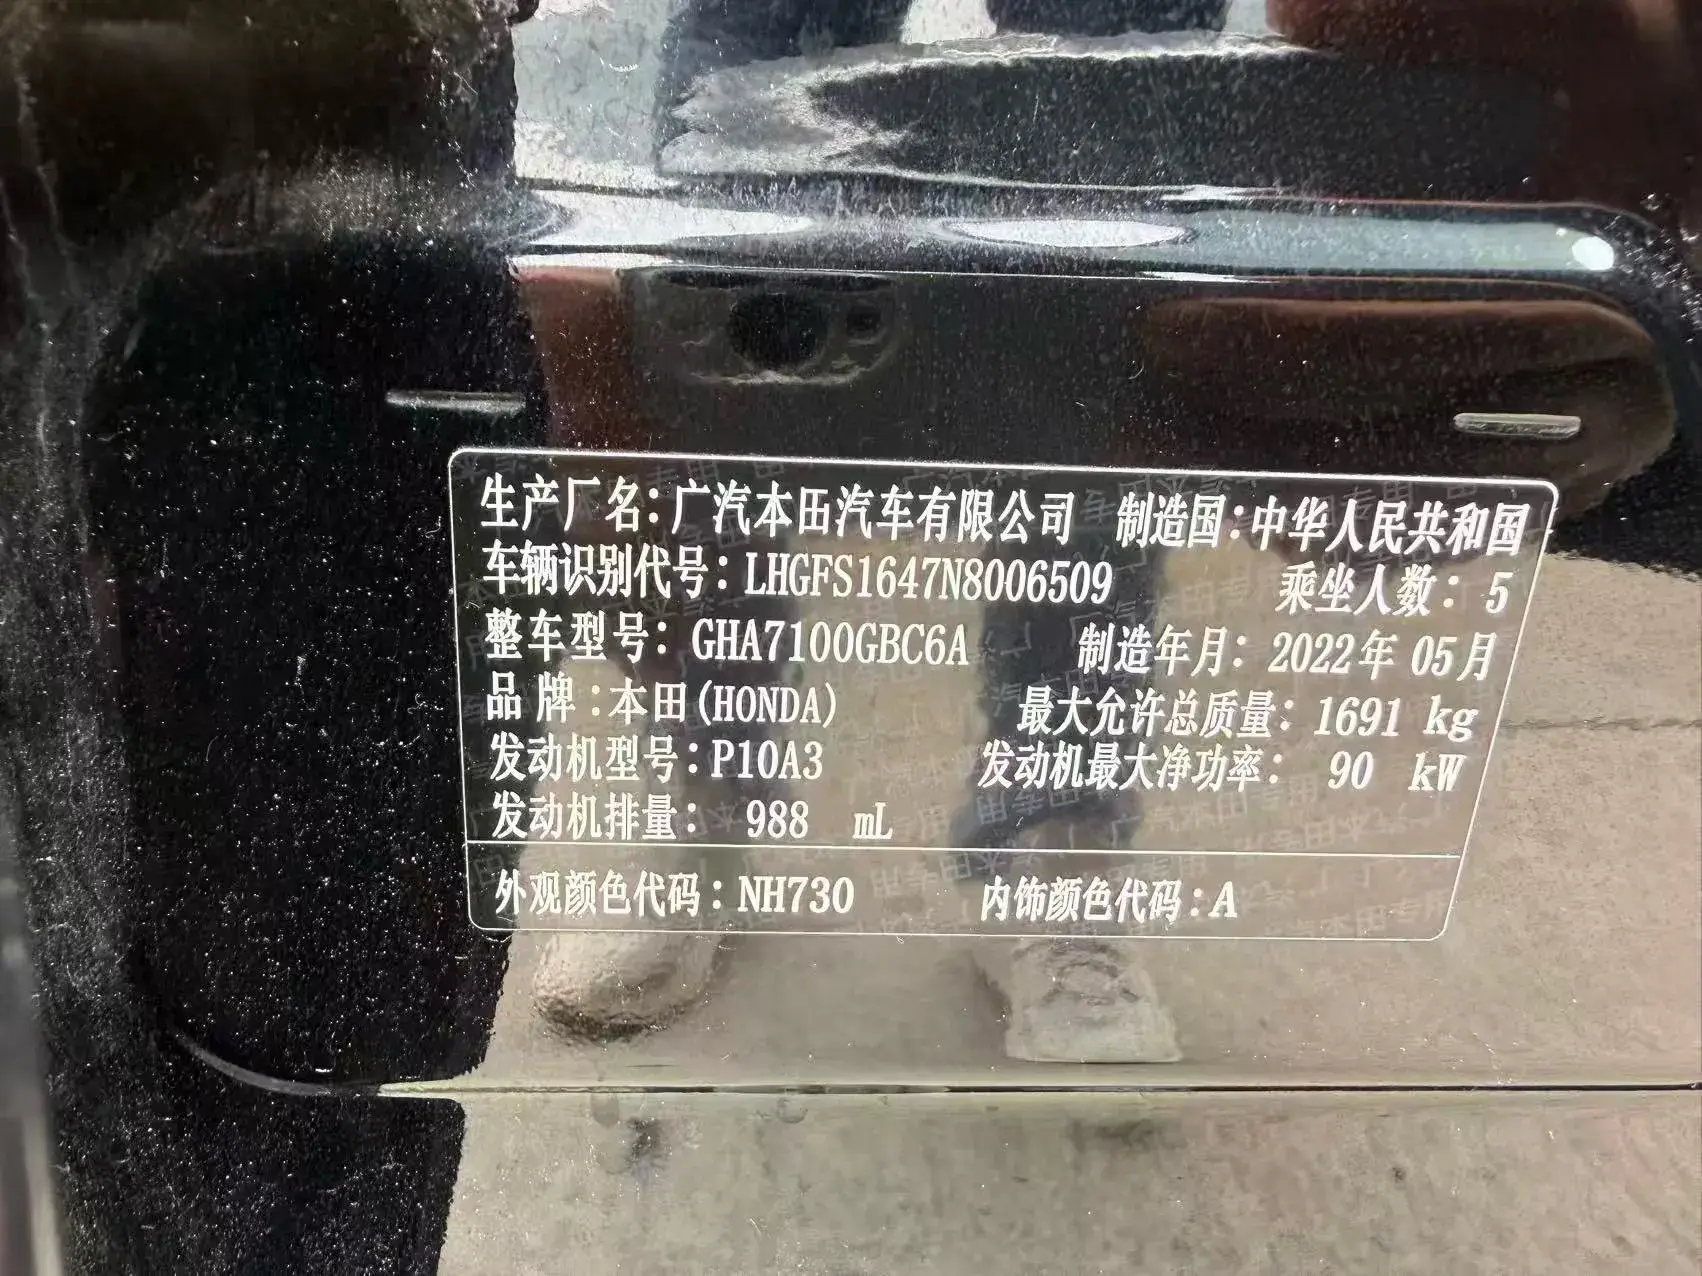 生产厂名：广汽本田汽车有限公司 制造国：中华人民共和国
车辆识别代号：LHGFS1647N8006509 乘坐人数：5
整车型号：GHA7100GBC6A 制造年月：2022年05月
品牌：本田(HONDA) 最大允许总质量：1691 kg
发动机型号：P10A3 发动机最大净功率：90 kW
发动机排量：988 mL
外观颜色代码：NH730 内饰颜色代码：A